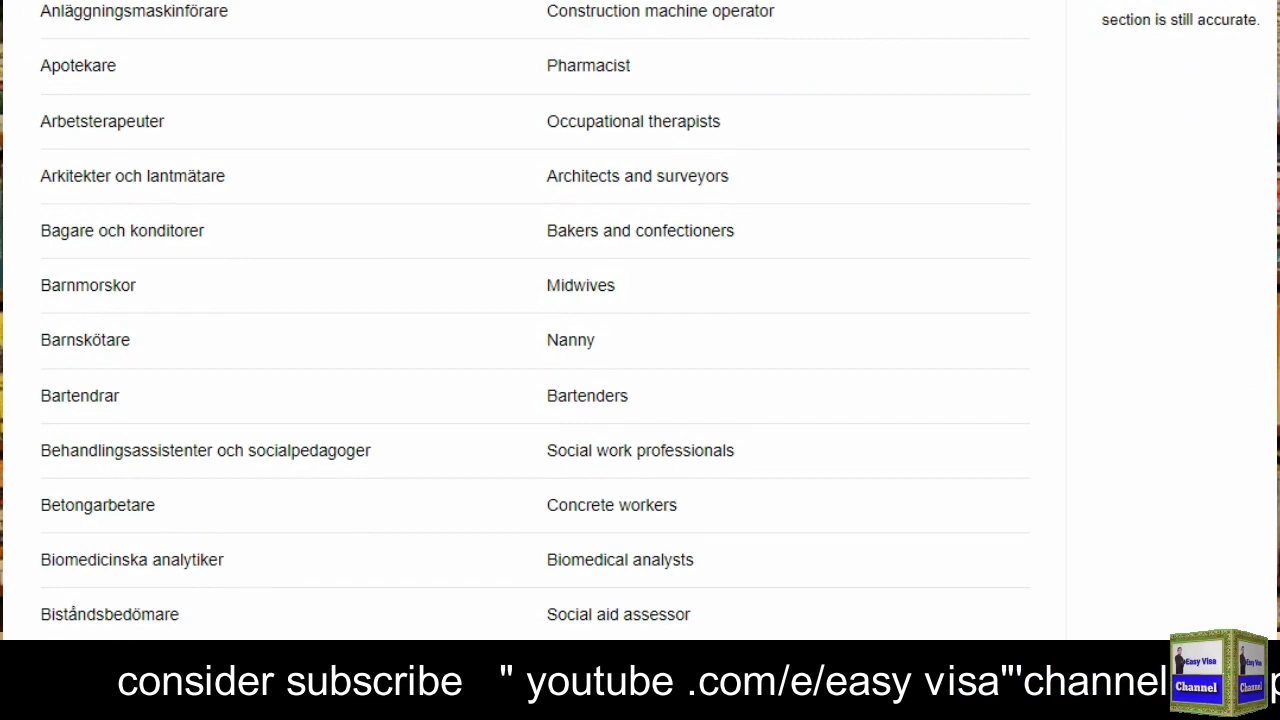 Anläggningsmaskinförare Construction machine operator
section is still accurate.
Apotekare Pharmacist
Arbetsterapeuter Occupational therapists
Arkitekter och lantmätare Architects and surveyors
Bagare och konditorer Bakers and confectioners
Barnmorskor Midwives
Barnskötare Nanny
Bartendrar Bartenders
Behandlingsassistenter och socialpedagoger Social work professionals
Betongarbetare Concrete workers
Biomedicinska analytiker Biomedical analysts
Biståndsbedömare Social aid assessor
consider subscribe " youtube .com/e/easy visa"'channel
Easy Visa
Channel
Channel